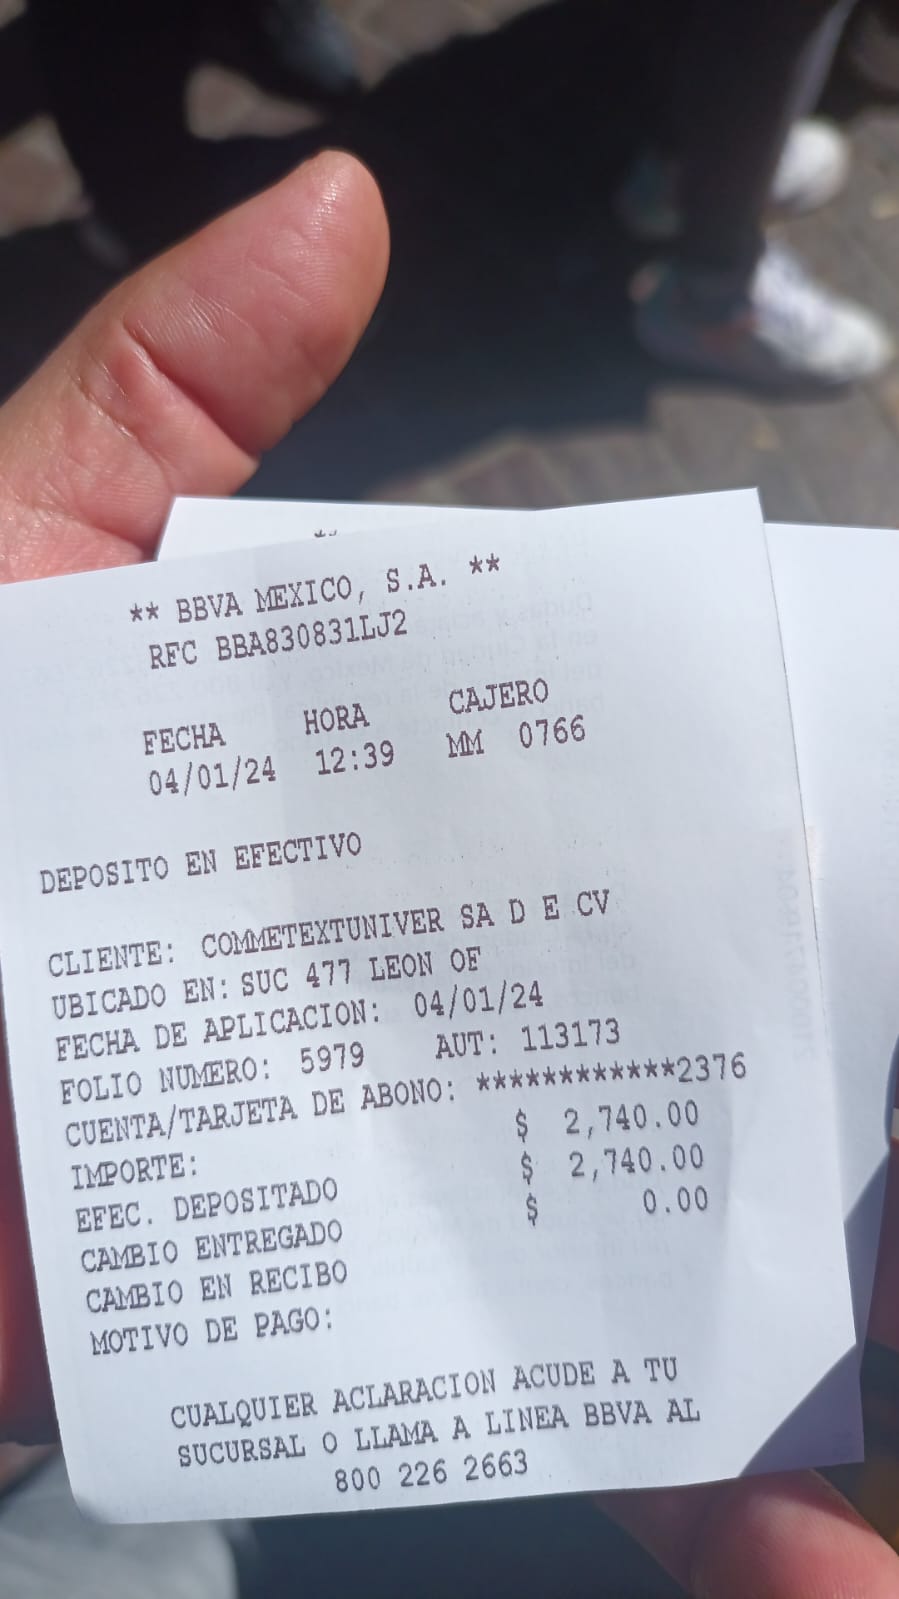 ** BBVA MEXICO, S.A. **
RFC BBA830831LJ2
FECHA HORA CAJERO
04/01/24 12:39 MM 0766
DEPOSITO EN EFECTIVO
CLIENTE: COMMETEXTUNIVER SA D E CV
UBICADO EN: SUC 477 LEON OF
FECHA DE APLICACION: 04/01/24
FOLIO NUMERO: 5979 AUT: 113173
CUENTA/TARJETA DE ABONO: ************2376
IMPORTE: $ 2,740.00
EFEC. DEPOSITADO $ 2,740.00
CAMBIO ENTREGADO $ 0.00
CAMBIO EN RECIBO
MOTIVO DE PAGO:
CUALQUIER ACLARACION ACUDE A TU
SUCURSAL O LLAMA A LINEA BBVA AL
800 226 2663